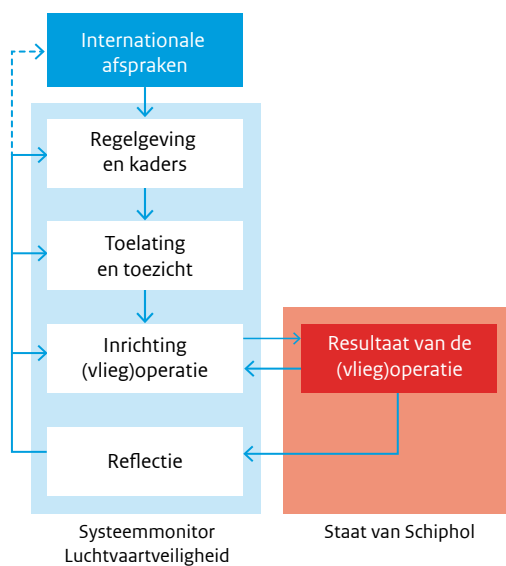 Internationale
afspraken
Regelgeving
en kaders
Toelating
en toezicht
Inrichting
(vlieg)operatie
Resultaat van de
(vlieg)operatie
Reflectie
Systeemmonitor
Luchtvaartveiligheid
Staat van Schiphol